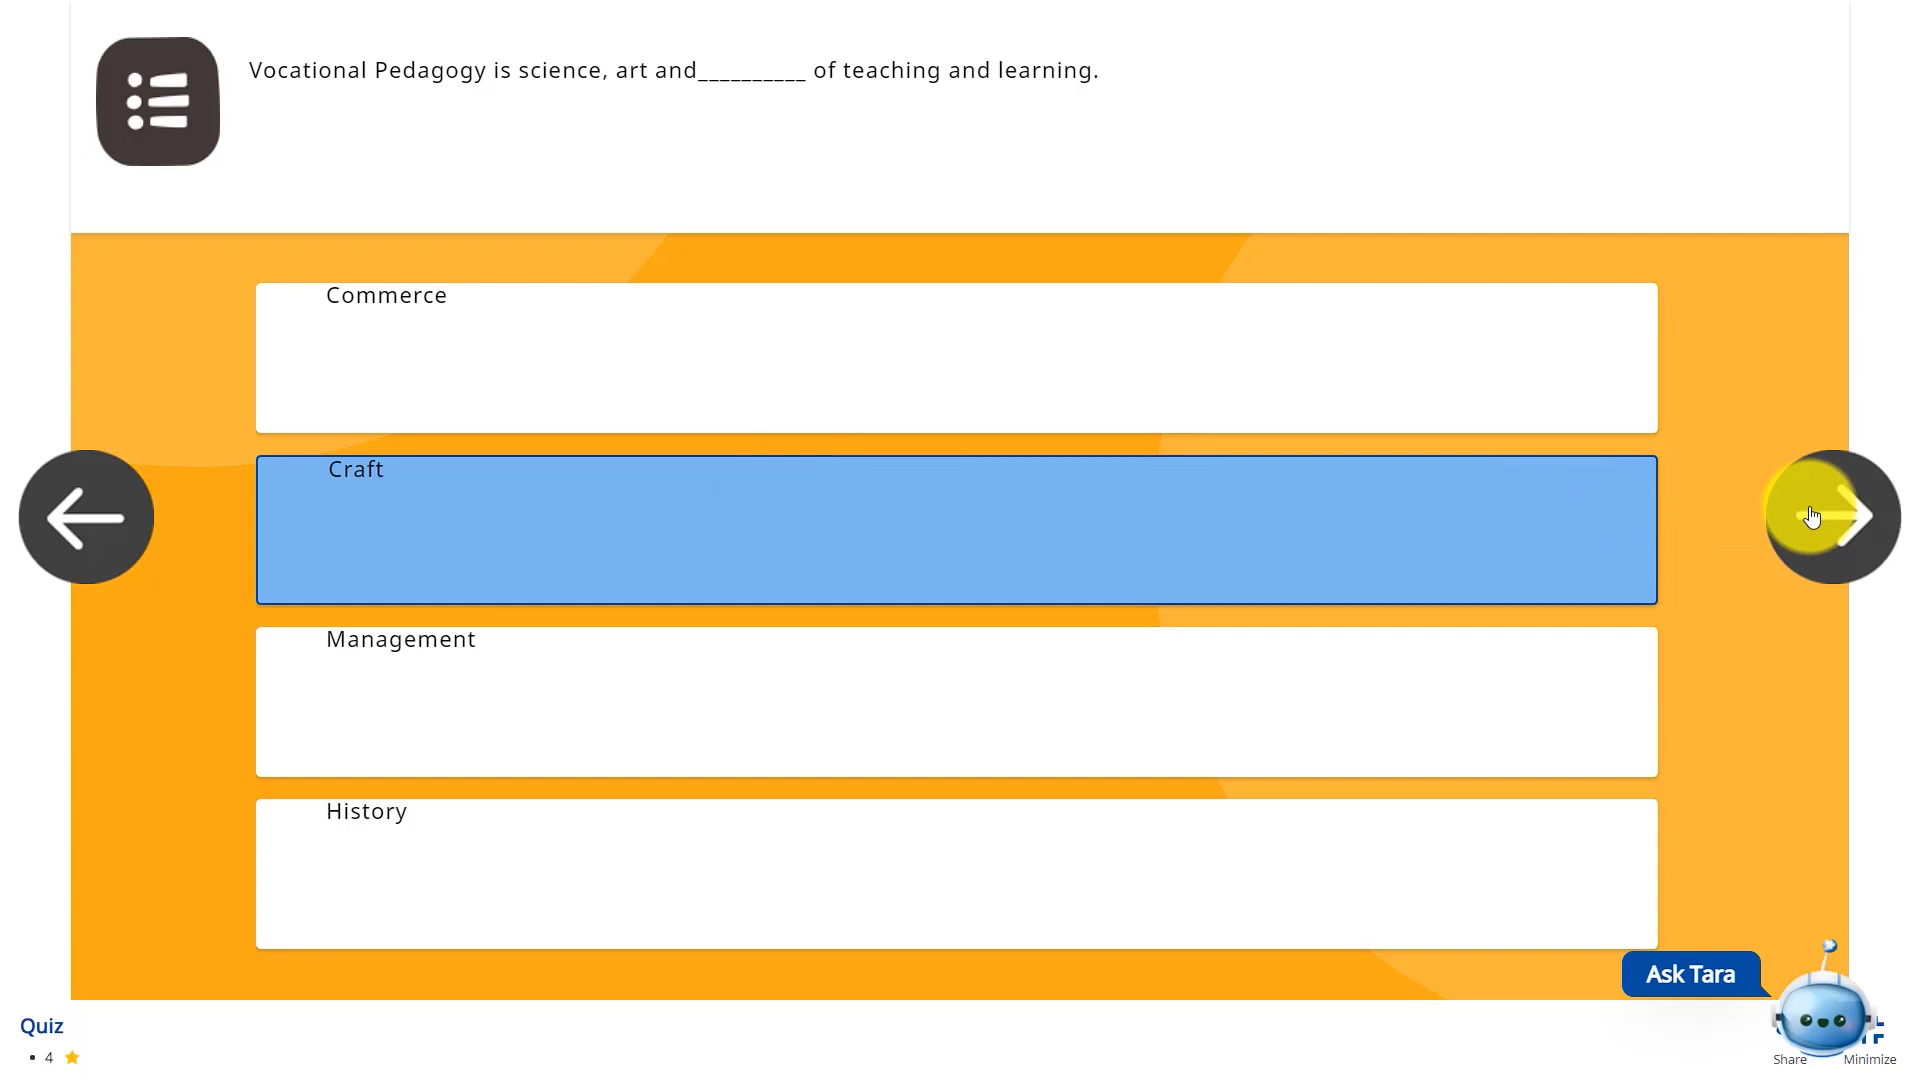 Vocational Pedagogy is science, art and__________ of teaching and learning.
Commerce
Craft
Management
History
Ask Tara
Quiz
• 4
Share
Minimize